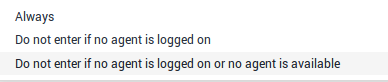 Always
Do not enter if no agent is logged on
Do not enter if no agent is logged on or no agent is available